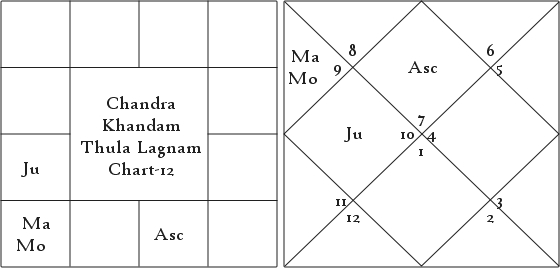 Chandra
Khandam
Thula Lagnam
Chart-12
Ju
Ma
Mo
Asc
Ma
Mo
8
9
Asc
6
5
Ju
7
10 4
1
11
12
3
2